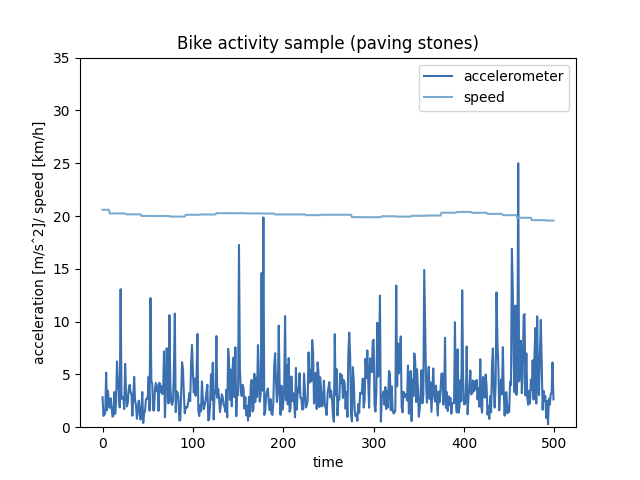 Bike activity sample (paving stones)
accelerometer
speed
acceleration [m/sˆ2]/ speed [km/h]
35
30
25
20
15
10
5
0
0 100 200 300 400 500
time